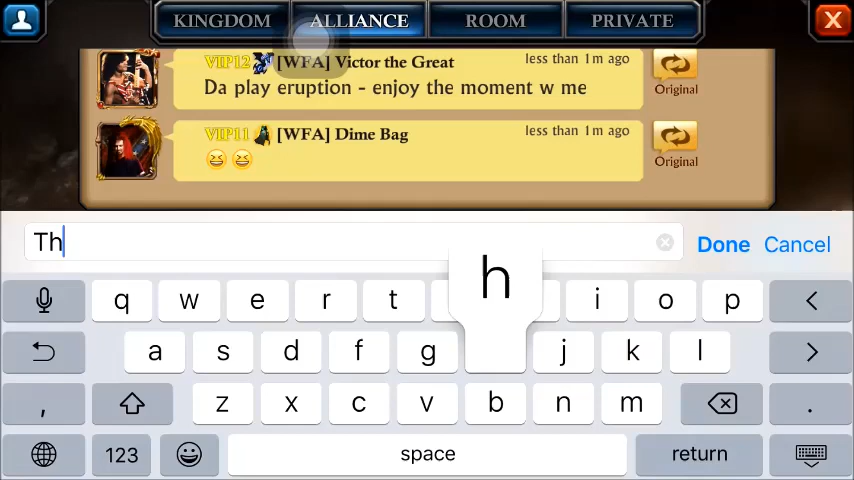 KINGDOM ALLIANCE ROOM PRIVATE X
VIP12 [WFA] Victor the Great less than 1m ago
Da play eruption - enjoy the moment w me
Original
VIP11 [WFA] Dime Bag less than 1m ago
Original
Th Done Cancel
q w e r t h i o p <
a s d f g j k l >
, z x c v b n m .
123 space return